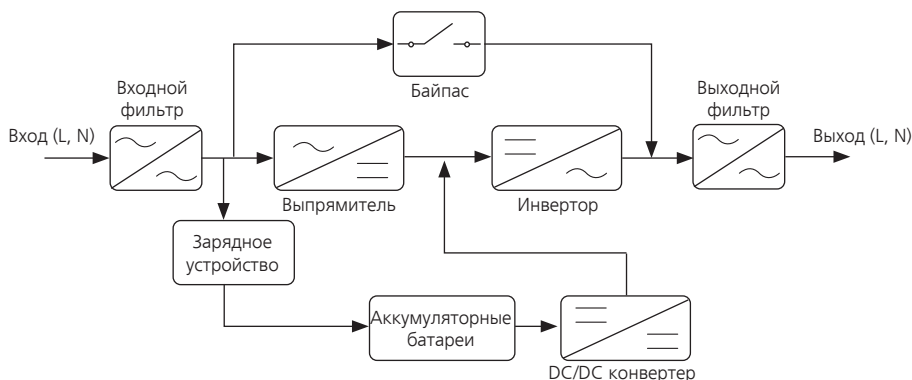 Байпас
Входной
фильтр
Выходной
фильтр
Вход (L, N)
Выход (L, N)
Выпрямитель
Инвертор
Зарядное
устройство
Аккумуляторные
батареи
DC/DC конвертер